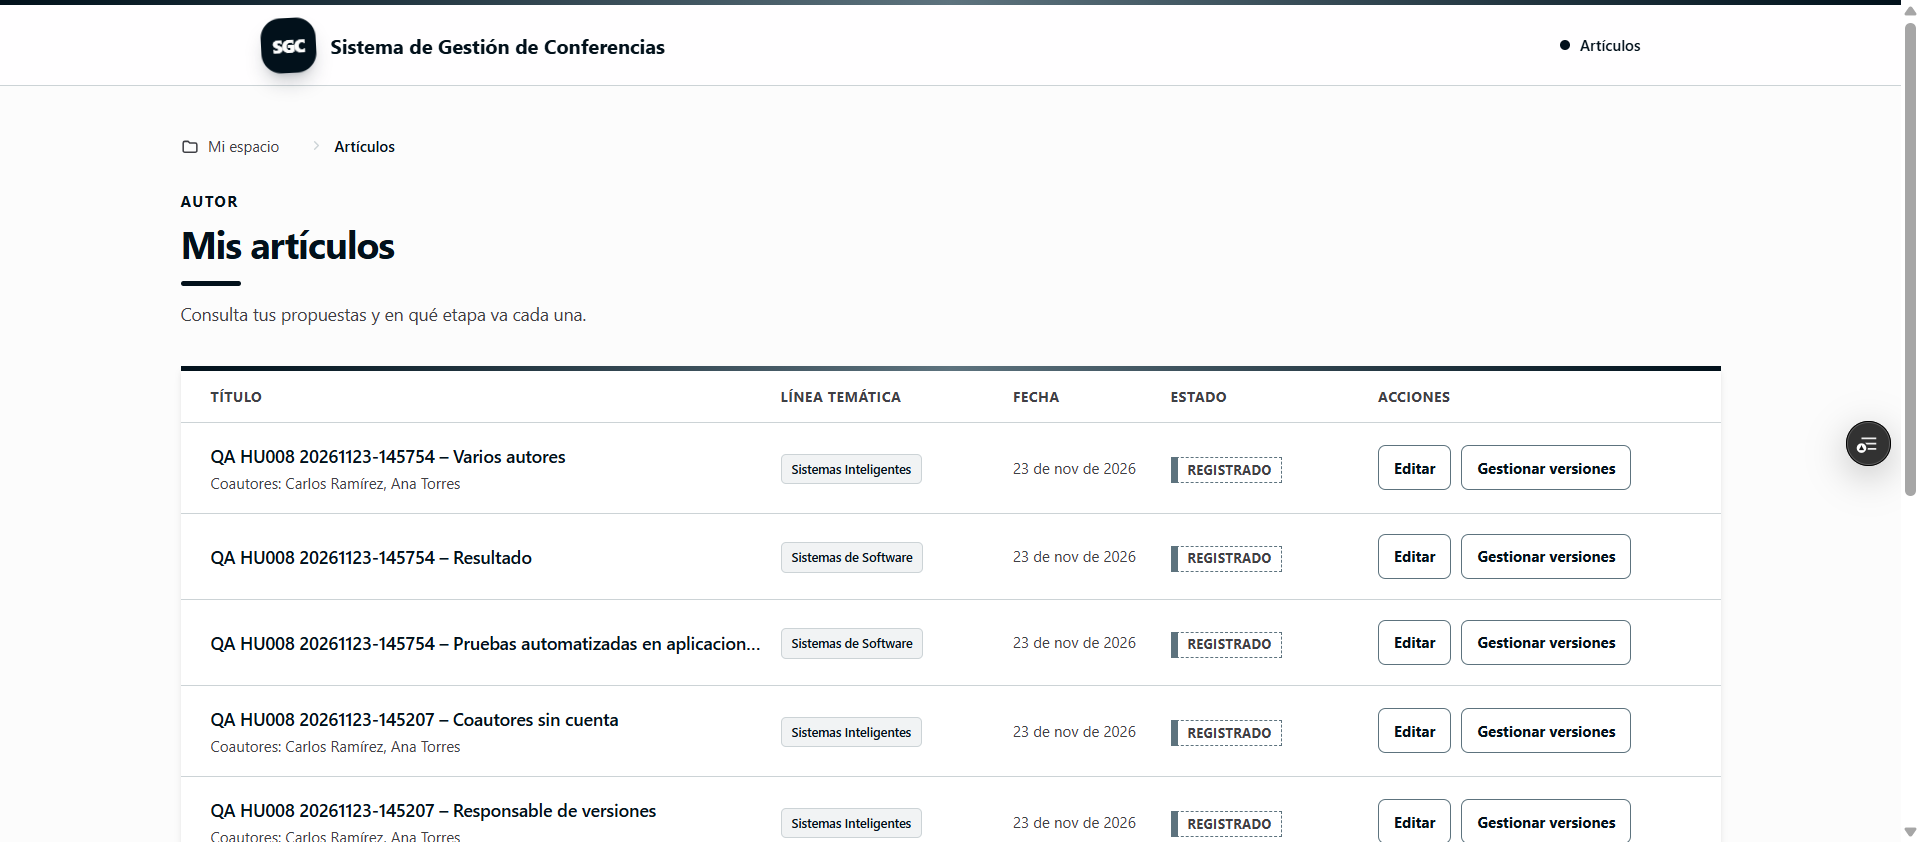 SGC Sistema de Gestión de Conferencias
Artículos
Mi espacio > Artículos
AUTOR
Mis artículos
Consulta tus propuestas y en qué etapa va cada una.
TÍTULO LÍNEA TEMÁTICA FECHA ESTADO ACCIONES
QA HU008 20261123-145754 – Varios autores
Coautores: Carlos Ramírez, Ana Torres
Sistemas Inteligentes 23 de nov de 2026 REGISTRADO Editar Gestionar versiones
QA HU008 20261123-145754 – Resultado Sistemas de Software 23 de nov de 2026 REGISTRADO Editar Gestionar versiones
QA HU008 20261123-145754 – Pruebas automatizadas en aplicacion... Sistemas de Software 23 de nov de 2026 REGISTRADO Editar Gestionar versiones
QA HU008 20261123-145207 – Coautores sin cuenta
Coautores: Carlos Ramírez, Ana Torres
Sistemas Inteligentes 23 de nov de 2026 REGISTRADO Editar Gestionar versiones
QA HU008 20261123-145207 – Responsable de versiones
Coautores: Carlos Ramírez, Ana Torres
Sistemas Inteligentes 23 de nov de 2026 REGISTRADO Editar Gestionar versiones